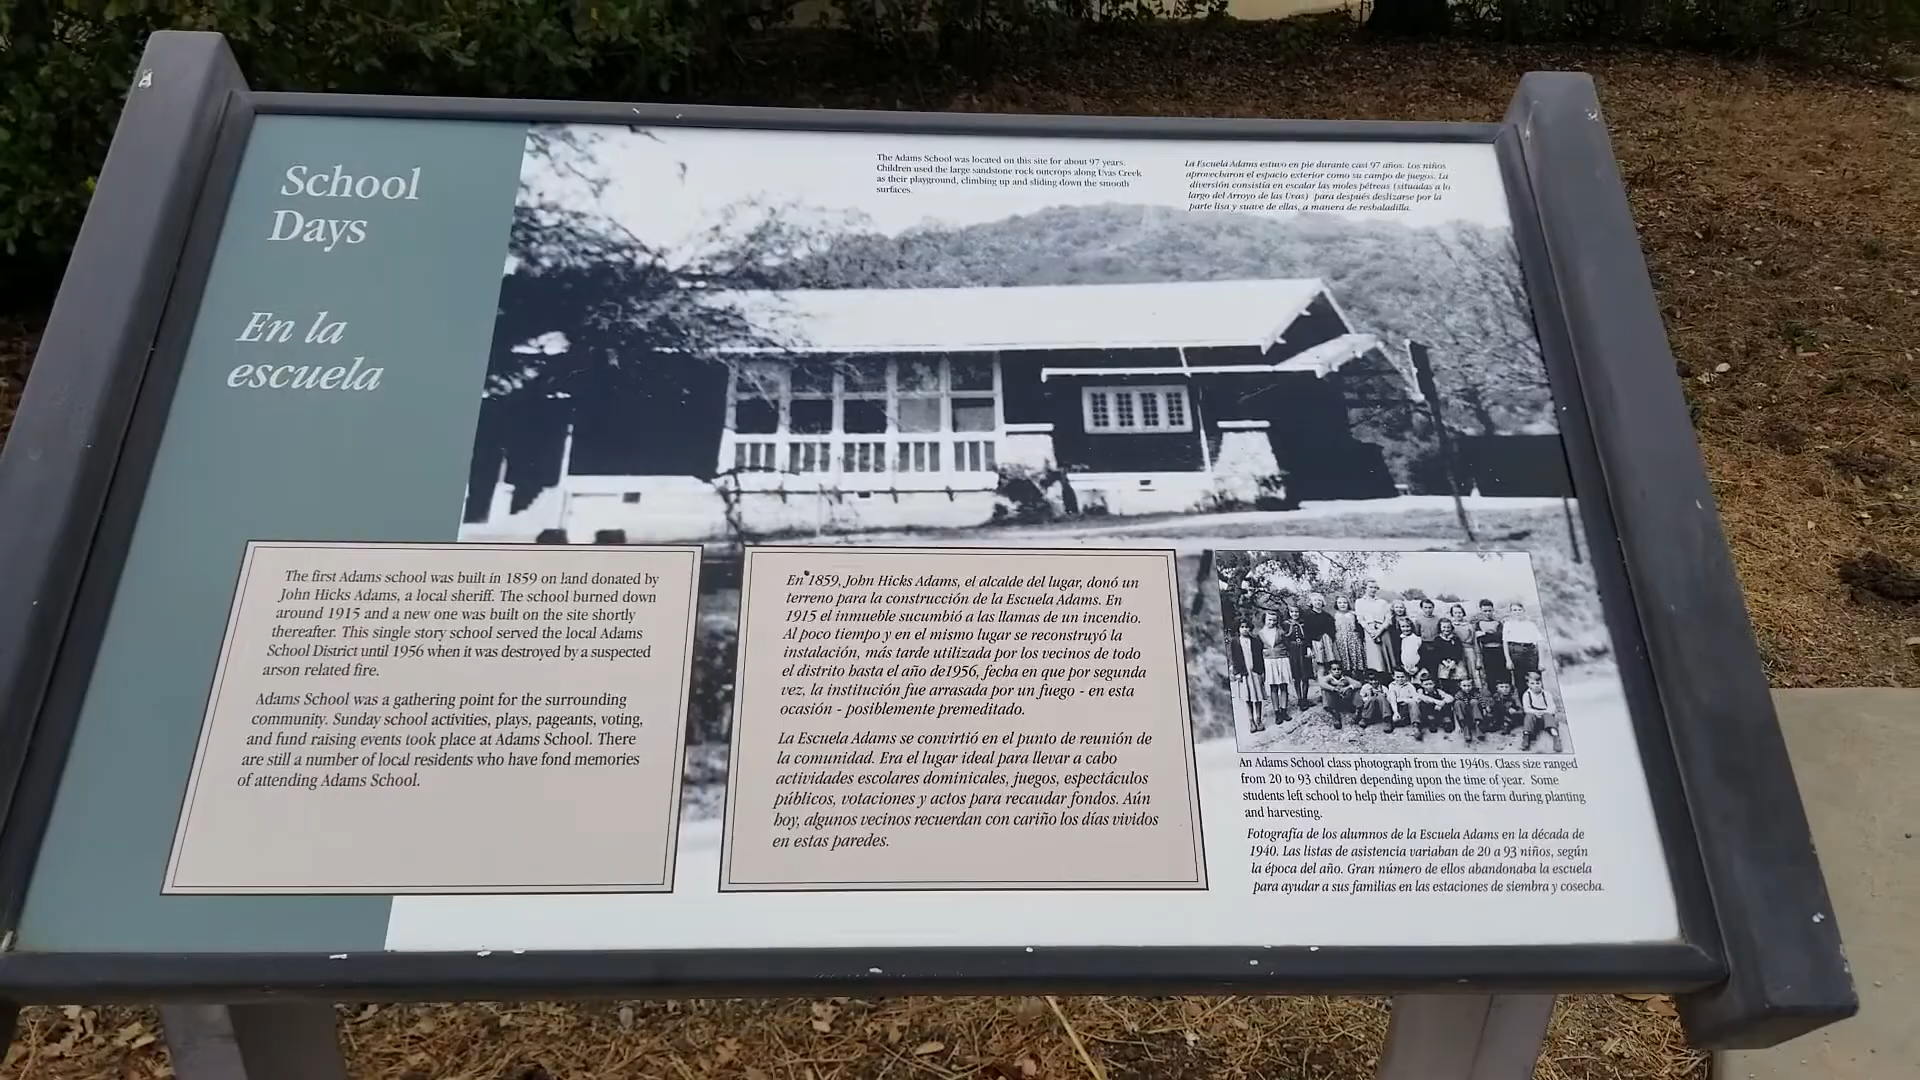 School
Days
En la
escuela
The Adams School was located on this site for about 97 years.
Children used the large sandstone rock outcrops along Uvas Creek
as their playground, climbing up and sliding down the smooth
surfaces.
La Escuela Adams estuvo en pie durante casi 97 años. Los niños
aprovecharon el espacio exterior como su campo de juegos. La
diversión consistía en escalar las moles pétreas (situadas a lo
largo del Arroyo de las Uvas) para después deslizarse por la
parte lisa y suave de ellas, a manera de resbaladilla.
The first Adams school was built in 1859 on land donated by
John Hicks Adams, a local sheriff. The school burned down
around 1915 and a new one was built on the site shortly
thereafter. This single story school served the local Adams
School District until 1956 when it was destroyed by a suspected
arson related fire.
Adams School was a gathering point for the surrounding
community. Sunday school activities, plays, pageants, voting,
and fund raising events took place at Adams School. There
are still a number of local residents who have fond memories
of attending Adams School.
En 1859, John Hicks Adams, el alcalde del lugar, donó un
terreno para la construcción de la Escuela Adams. En
1915 el inmueble sucumbió a las llamas de un incendio.
Al poco tiempo y en el mismo lugar se reconstruyó la
instalación, más tarde utilizada por los vecinos de todo
el distrito hasta el año de1956, fecha en que por segunda
vez, la institución fue arrasada por un fuego - en esta
ocasión - posiblemente premeditado.
La Escuela Adams se convirtió en el punto de reunión de
la comunidad. Era el lugar ideal para llevar a cabo
actividades escolares dominicales, juegos, espectáculos
públicos, votaciones y actos para recaudar fondos. Aún
hoy, algunos vecinos recuerdan con cariño los días vividos
en estas paredes.
An Adams School class photograph from the 1940s. Class size ranged
from 20 to 93 children depending upon the time of year. Some
students left school to help their families on the farm during planting
and harvesting.
Fotografía de los alumnos de la Escuela Adams en la década de
1940. Las listas de asistencia variaban de 20 a 93 niños, según
la época del año. Gran número de ellos abandonaba la escuela
para ayudar a sus familias en las estaciones de siembra y cosecha.